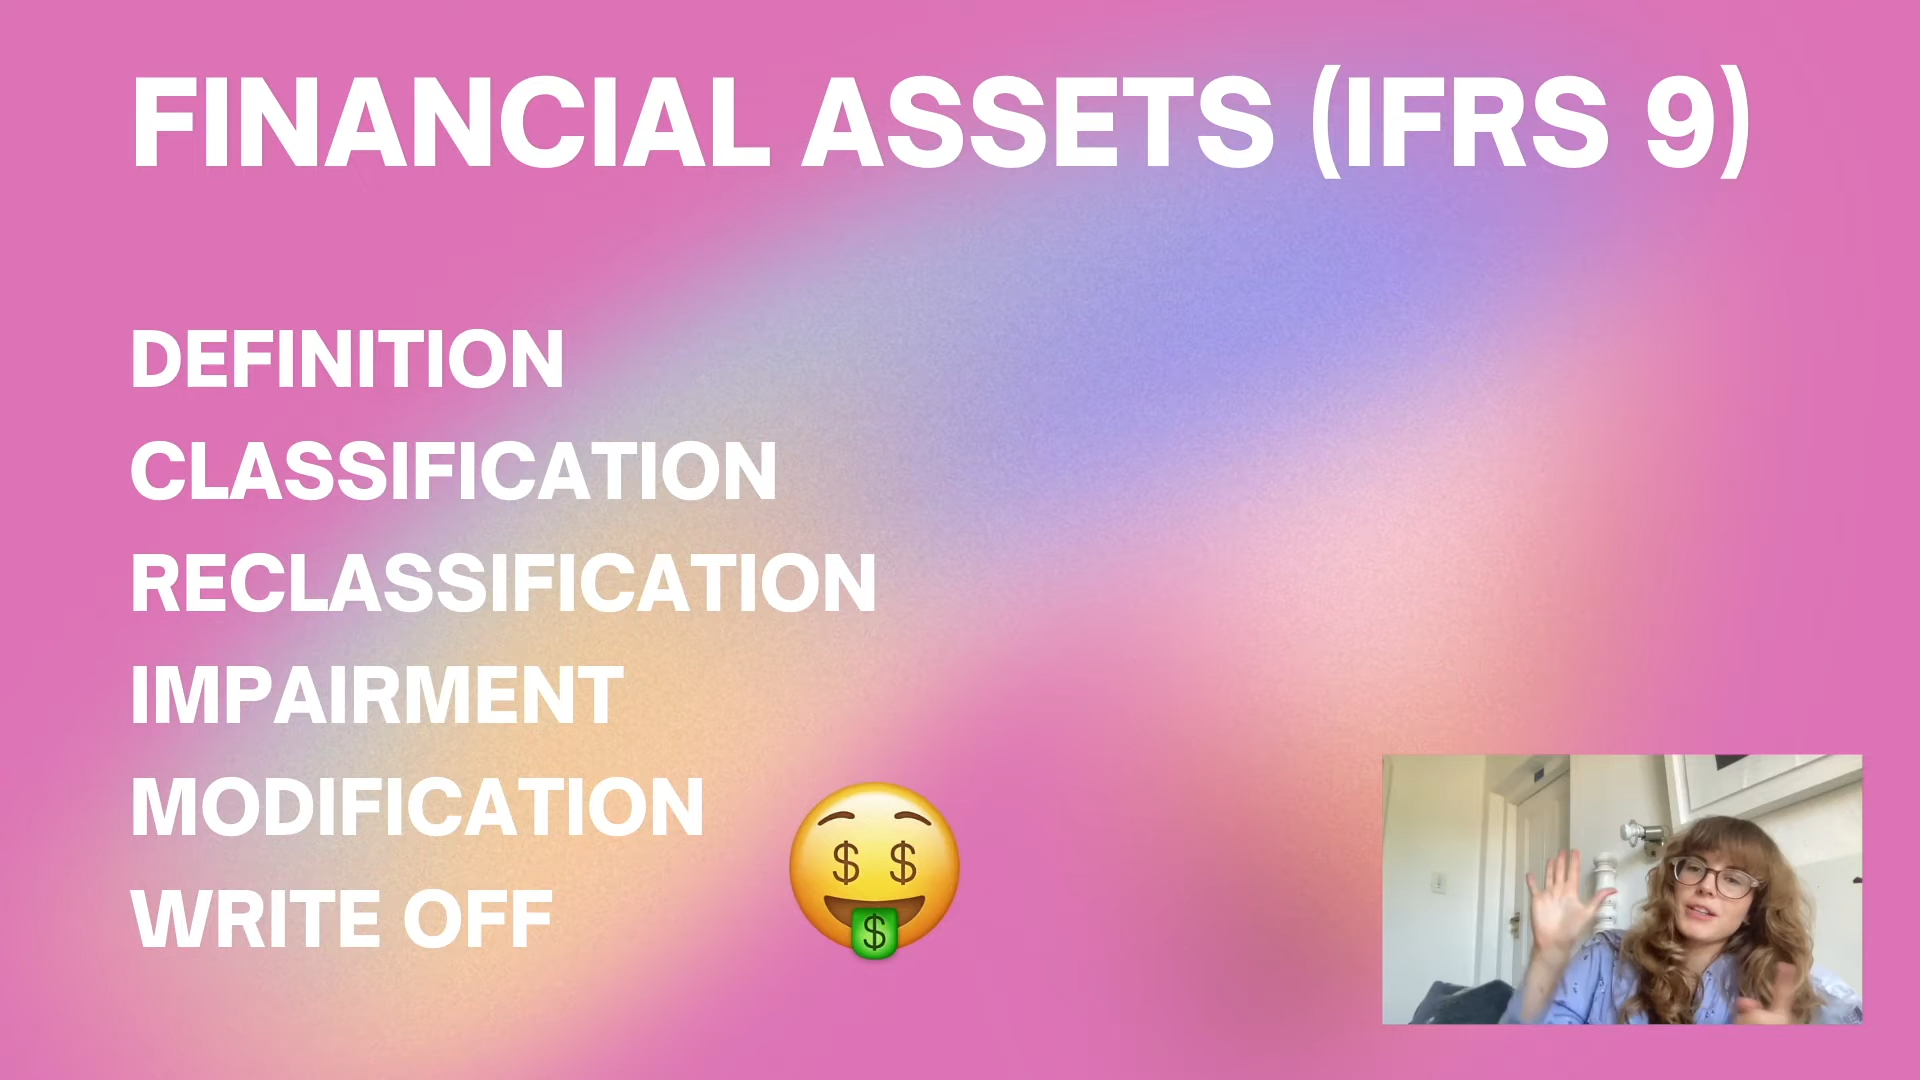 FINANCIAL ASSETS (IFRS 9)
DEFINITION
CLASSIFICATION
RECLASSIFICATION
IMPAIRMENT
MODIFICATION
WRITE OFF